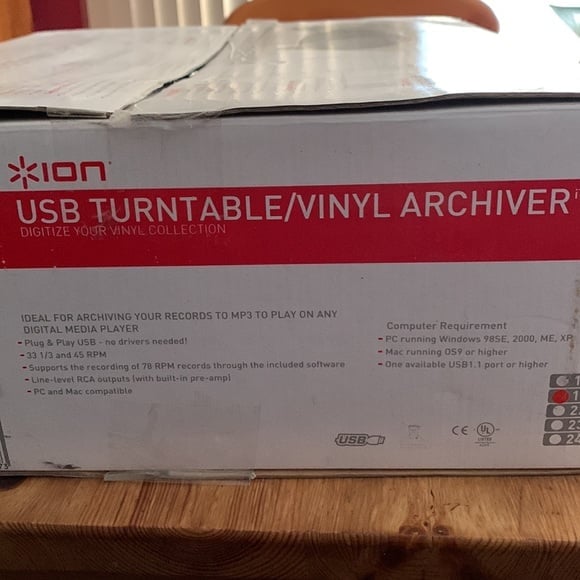 ION
USB TURNTABLE/VINYL ARCHIVER
DIGITIZE YOUR VINYL COLLECTION
IDEAL FOR ARCHIVING YOUR RECORDS TO MP3 TO PLAY ON ANY
DIGITAL MEDIA PLAYER
- Plug & Play USB - no drivers needed!
- 33 1/3 and 45 RPM
- Supports the recording of 78 RPM records through the included software
- Line-level RCA outputs (with built-in pre-amp)
- PC and Mac compatible
Computer Requirement
- PC running Windows 98SE, 2000, ME, XP
- Mac running OS9 or higher
- One available USB1.1 port or higher
USB
CE
UL
LISTED